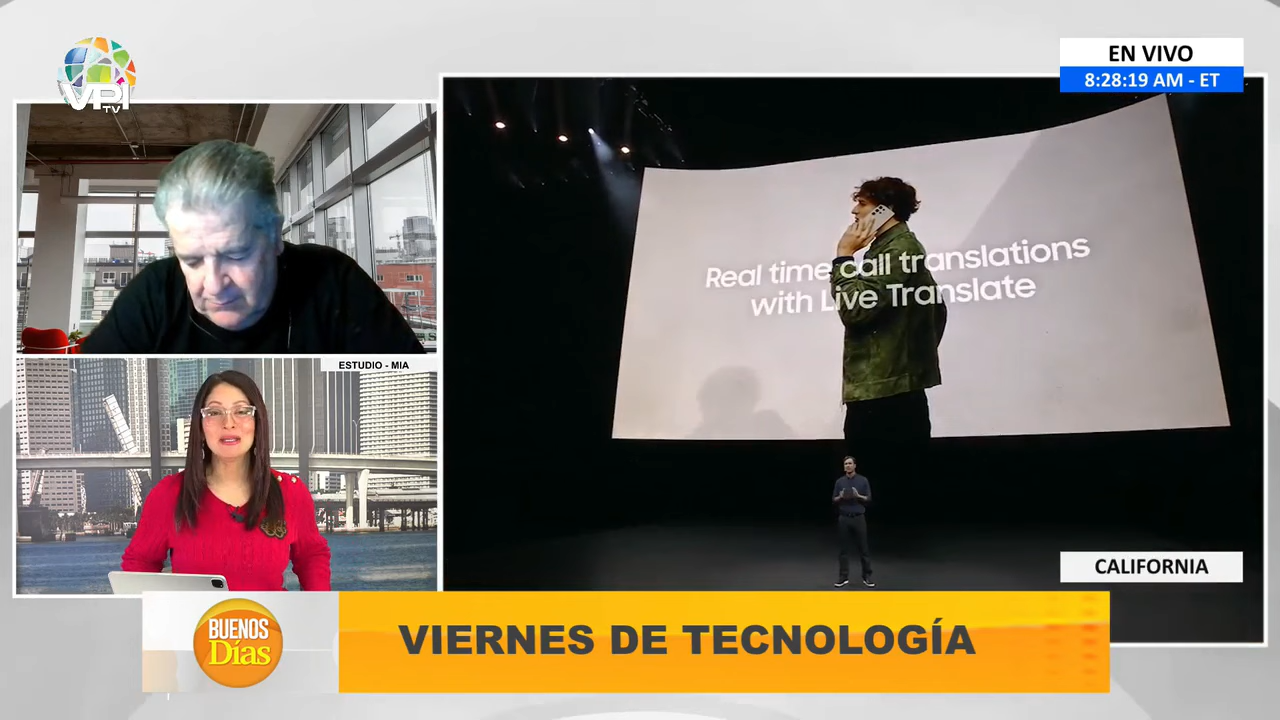 VPI
TV
EN VIVO
8:28:19 AM - ET
Real time call translations
with Live Translate
ESTUDIO - MIA
CALIFORNIA
BUENOS
Días
VIERNES DE TECNOLOGÍA